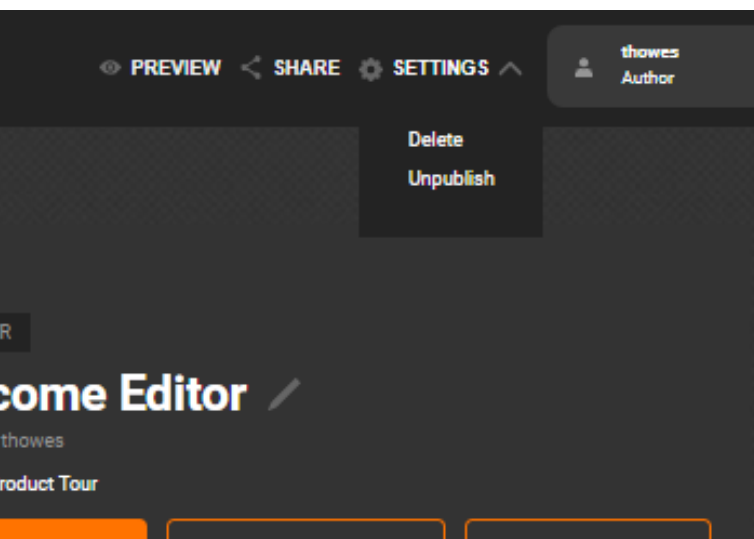 PREVIEW SHARE SETTINGS
thowes
Author
Delete
Unpublish
R
come Editor
thowes
roduct Tour